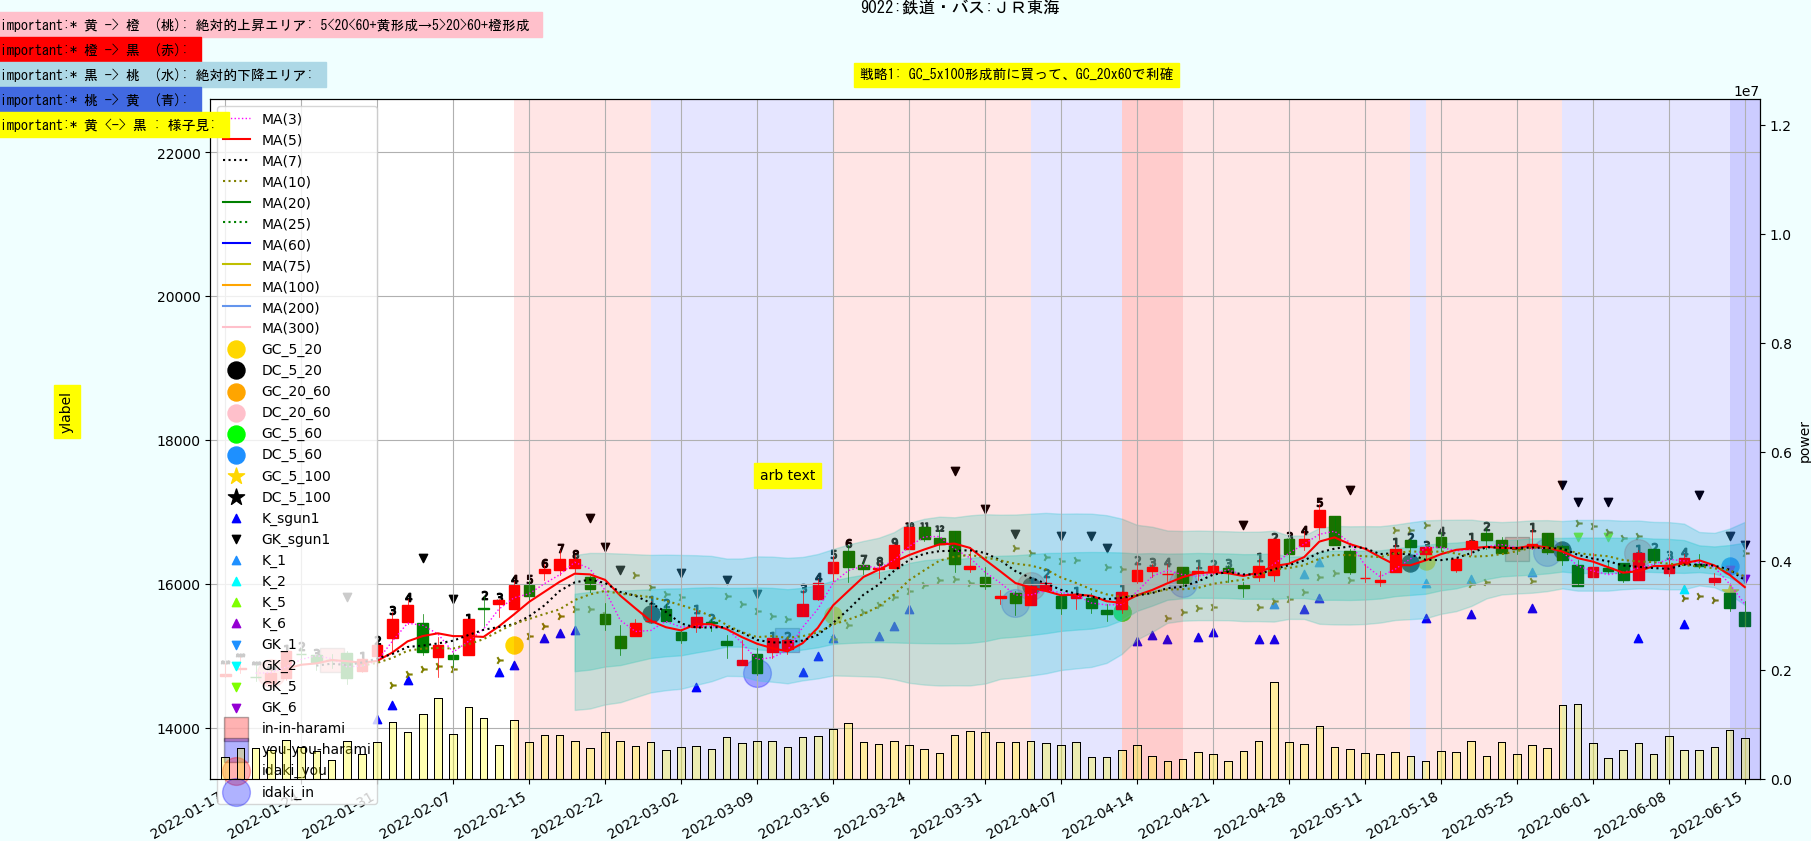 9022:鉄道・バス:ＪＲ東海
important:* 黄 -> 橙 （桃）: 絶対的上昇エリア: 5<20<60+黄形成→5>20>60+橙形成
important:* 橙 -> 黒 （赤）:
important:* 黒 -> 桃 （水）: 絶対的下降エリア:
戦略1: GC_5x100形成前に買って、GC_20x60で利確
important:* 桃 -> 黄 （青）:
important:* 黄 <-> 黒 : 様子見:
1e7
MA(3)
MA(5)
MA(7)
MA(10)
MA(20)
MA(25)
MA(60)
MA(75)
MA(100)
MA(200)
MA(300)
GC_5_20
DC_5_20
GC_20_60
DC_20_60
GC_5_60
DC_5_60
GC_5_100
DC_5_100
K_sgun1
GK_sgun1
K_1
K_2
K_5
K_6
GK_1
GK_2
GK_5
GK_6
in-in-harami
you-you-harami
idaki_you
idaki_in
22000
20000
18000
16000
14000
ylabel
arb text
1.2
1.0
0.8
0.6
0.4
0.2
0.0
power
2022-01-17
2022-01-31
2022-02-07
2022-02-15
2022-02-22
2022-03-02
2022-03-09
2022-03-16
2022-03-24
2022-03-31
2022-04-07
2022-04-14
2022-04-21
2022-04-28
2022-05-11
2022-05-18
2022-05-25
2022-06-01
2022-06-08
2022-06-15